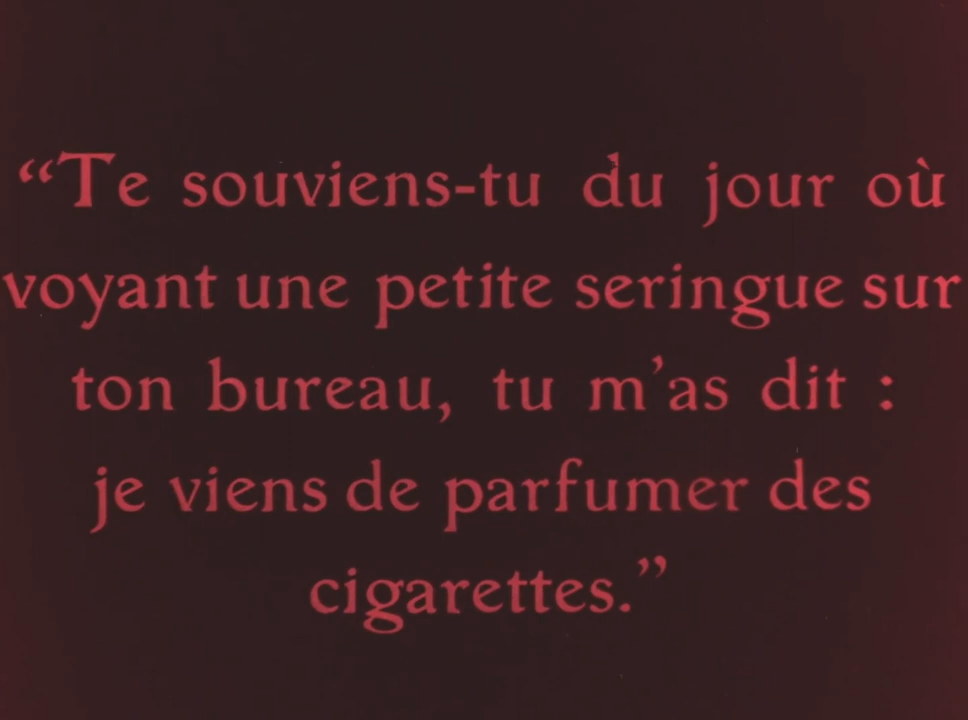 “Te souviens-tu du jour où
voyant une petite seringue sur
ton bureau, tu m’as dit :
je viens de parfumer des
cigarettes.”